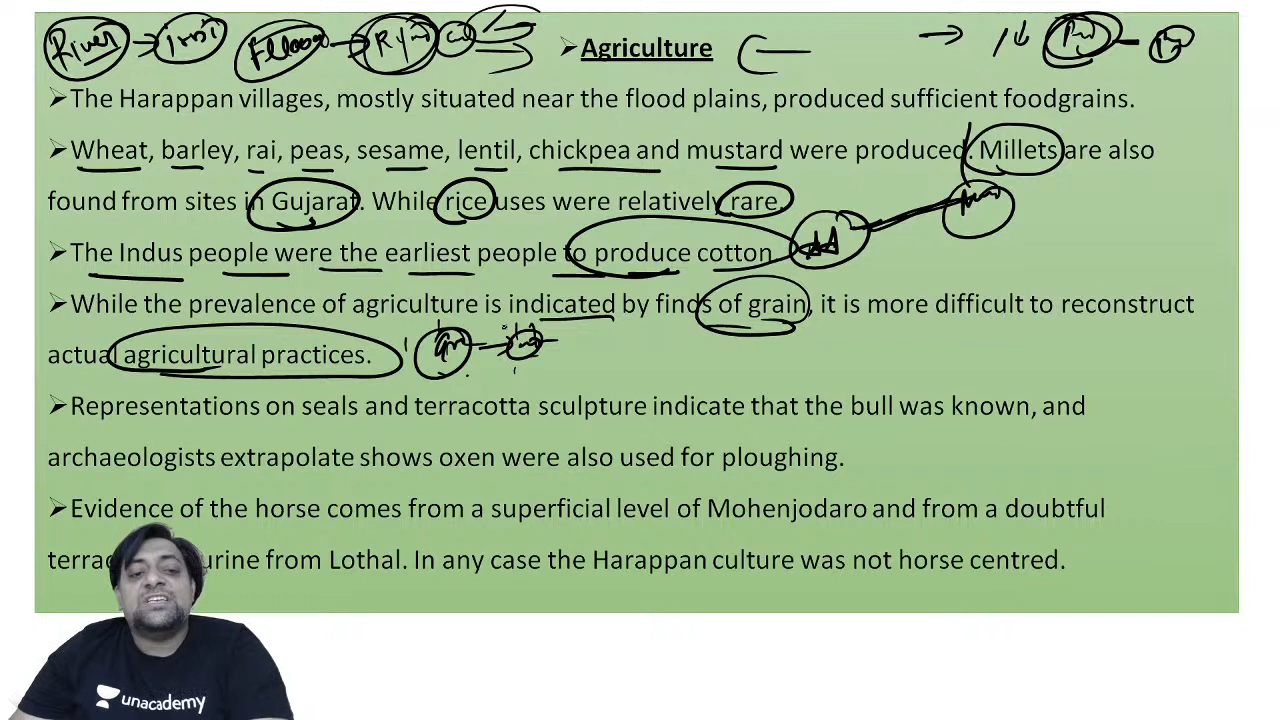 River → irri Flood →
➢Agriculture
➢The Harappan villages, mostly situated near the flood plains, produced sufficient foodgrains.
➢Wheat, barley, rai, peas, sesame, lentil, chickpea and mustard were produced. Millets are also
found from sites in Gujarat. While rice uses were relatively rare.
➢The Indus people were the earliest people to produce cotton.
➢While the prevalence of agriculture is indicated by finds of grain, it is more difficult to reconstruct
actual agricultural practices.
➢Representations on seals and terracotta sculpture indicate that the bull was known, and
archaeologists extrapolate shows oxen were also used for ploughing.
➢Evidence of the horse comes from a superficial level of Mohenjodaro and from a doubtful
from Lothal. In any case the Harappan culture was not horse centred.
unacademy